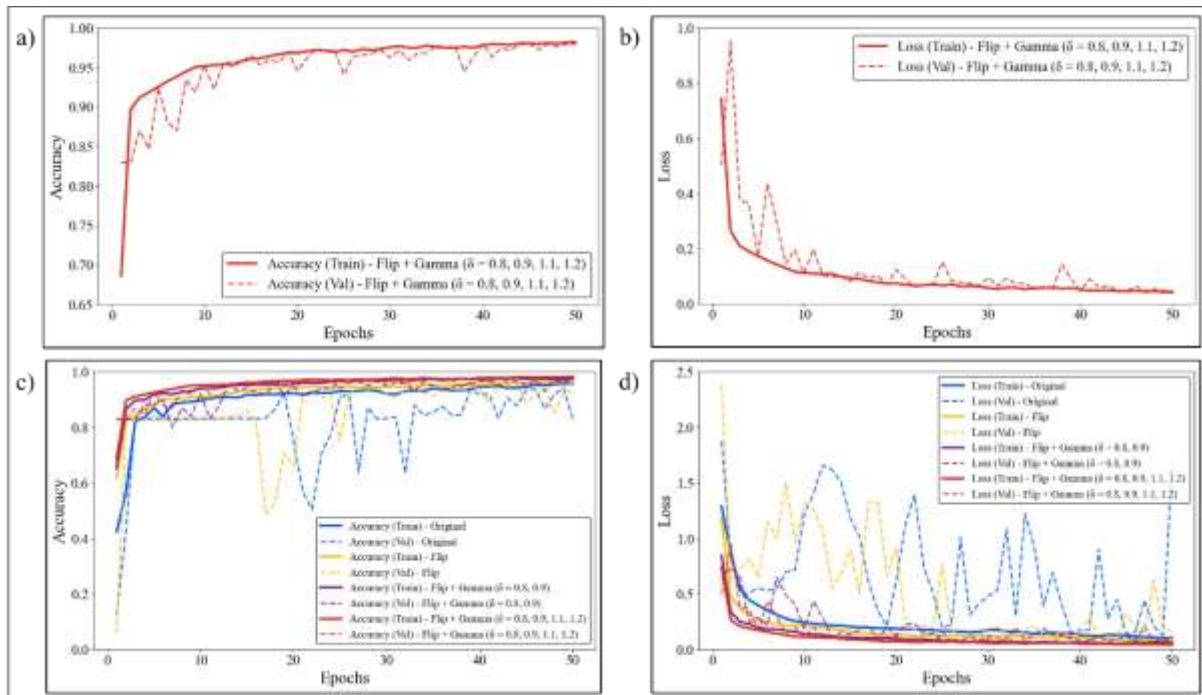 a)
1.00
0.95
0.90
0.85
0.80
0.75
0.70
0.65
Accuracy
Accuracy (Train) - Flip + Gamma (δ = 0.8, 0.9, 1.1, 1.2)
Accuracy (Val) - Flip + Gamma (δ = 0.8, 0.9, 1.1, 1.2)
0 10 20 30 40 50
Epochs
b)
1.0
0.8
0.6
0.4
0.2
0.0
Loss
Loss (Train) - Flip + Gamma (δ = 0.8, 0.9, 1.1, 1.2)
Loss (Val) - Flip + Gamma (δ = 0.8, 0.9, 1.1, 1.2)
0 10 20 30 40 50
Epochs
c)
1.0
0.8
0.6
0.4
0.2
0.0
Accuracy
Accuracy (Train) - Original
Accuracy (Val) - Original
Accuracy (Train) - Flip
Accuracy (Val) - Flip
Accuracy (Train) - Flip + Gamma (δ = 0.8, 0.9)
Accuracy (Val) - Flip + Gamma (δ = 0.8, 0.9)
Accuracy (Train) - Flip + Gamma (δ = 0.8, 0.9, 1.1, 1.2)
Accuracy (Val) - Flip + Gamma (δ = 0.8, 0.9, 1.1, 1.2)
0 10 20 30 40 50
Epochs
d)
2.5
2.0
1.5
1.0
0.5
0.0
Loss
Loss (Train) - Original
Loss (Val) - Original
Loss (Train) - Flip
Loss (Val) - Flip
Loss (Train) - Flip + Gamma (δ = 0.8, 0.9)
Loss (Val) - Flip + Gamma (δ = 0.8, 0.9)
Loss (Train) - Flip + Gamma (δ = 0.8, 0.9, 1.1, 1.2)
Loss (Val) - Flip + Gamma (δ = 0.8, 0.9, 1.1, 1.2)
0 10 20 30 40 50
Epochs